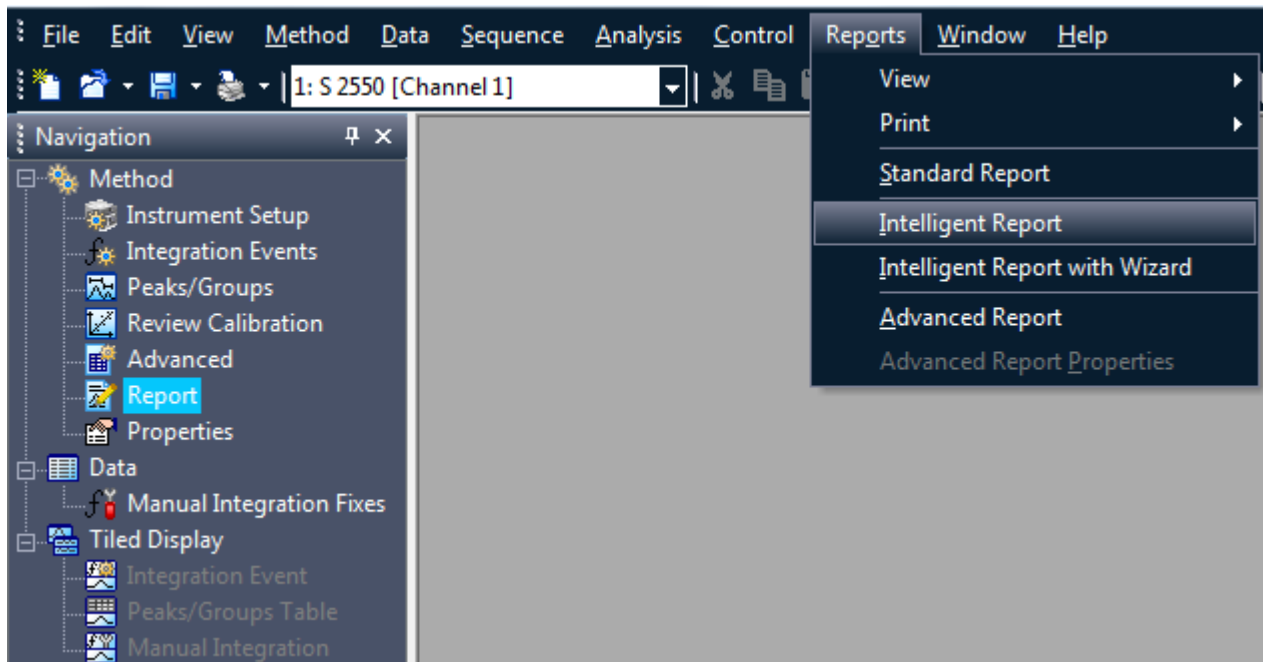 File Edit View Method Data Sequence Analysis Control Reports Window Help
1: S 2550 [Channel 1]
Navigation
Method
Instrument Setup
Integration Events
Peaks/Groups
Review Calibration
Advanced
Report
Properties
Data
Manual Integration Fixes
Tiled Display
Integration Event
Peaks/Groups Table
Manual Integration
View
Print
Standard Report
Intelligent Report
Intelligent Report with Wizard
Advanced Report
Advanced Report Properties